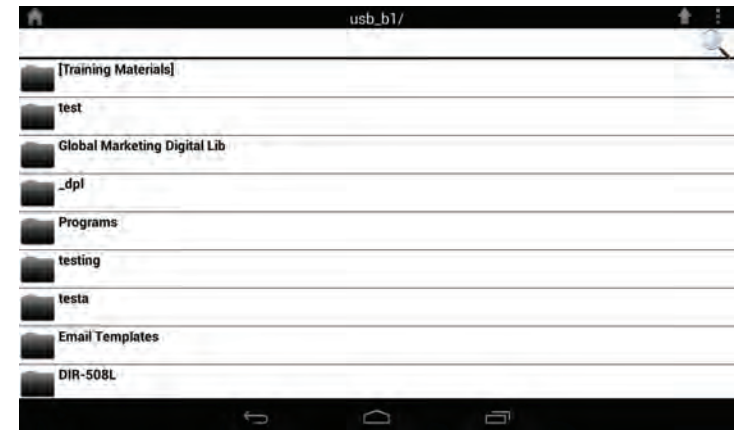 usb_b1/
[Training Materials]
test
Global Marketing Digital Lib
_dpl
Programs
testing
testa
Email Templates
DIR-508L